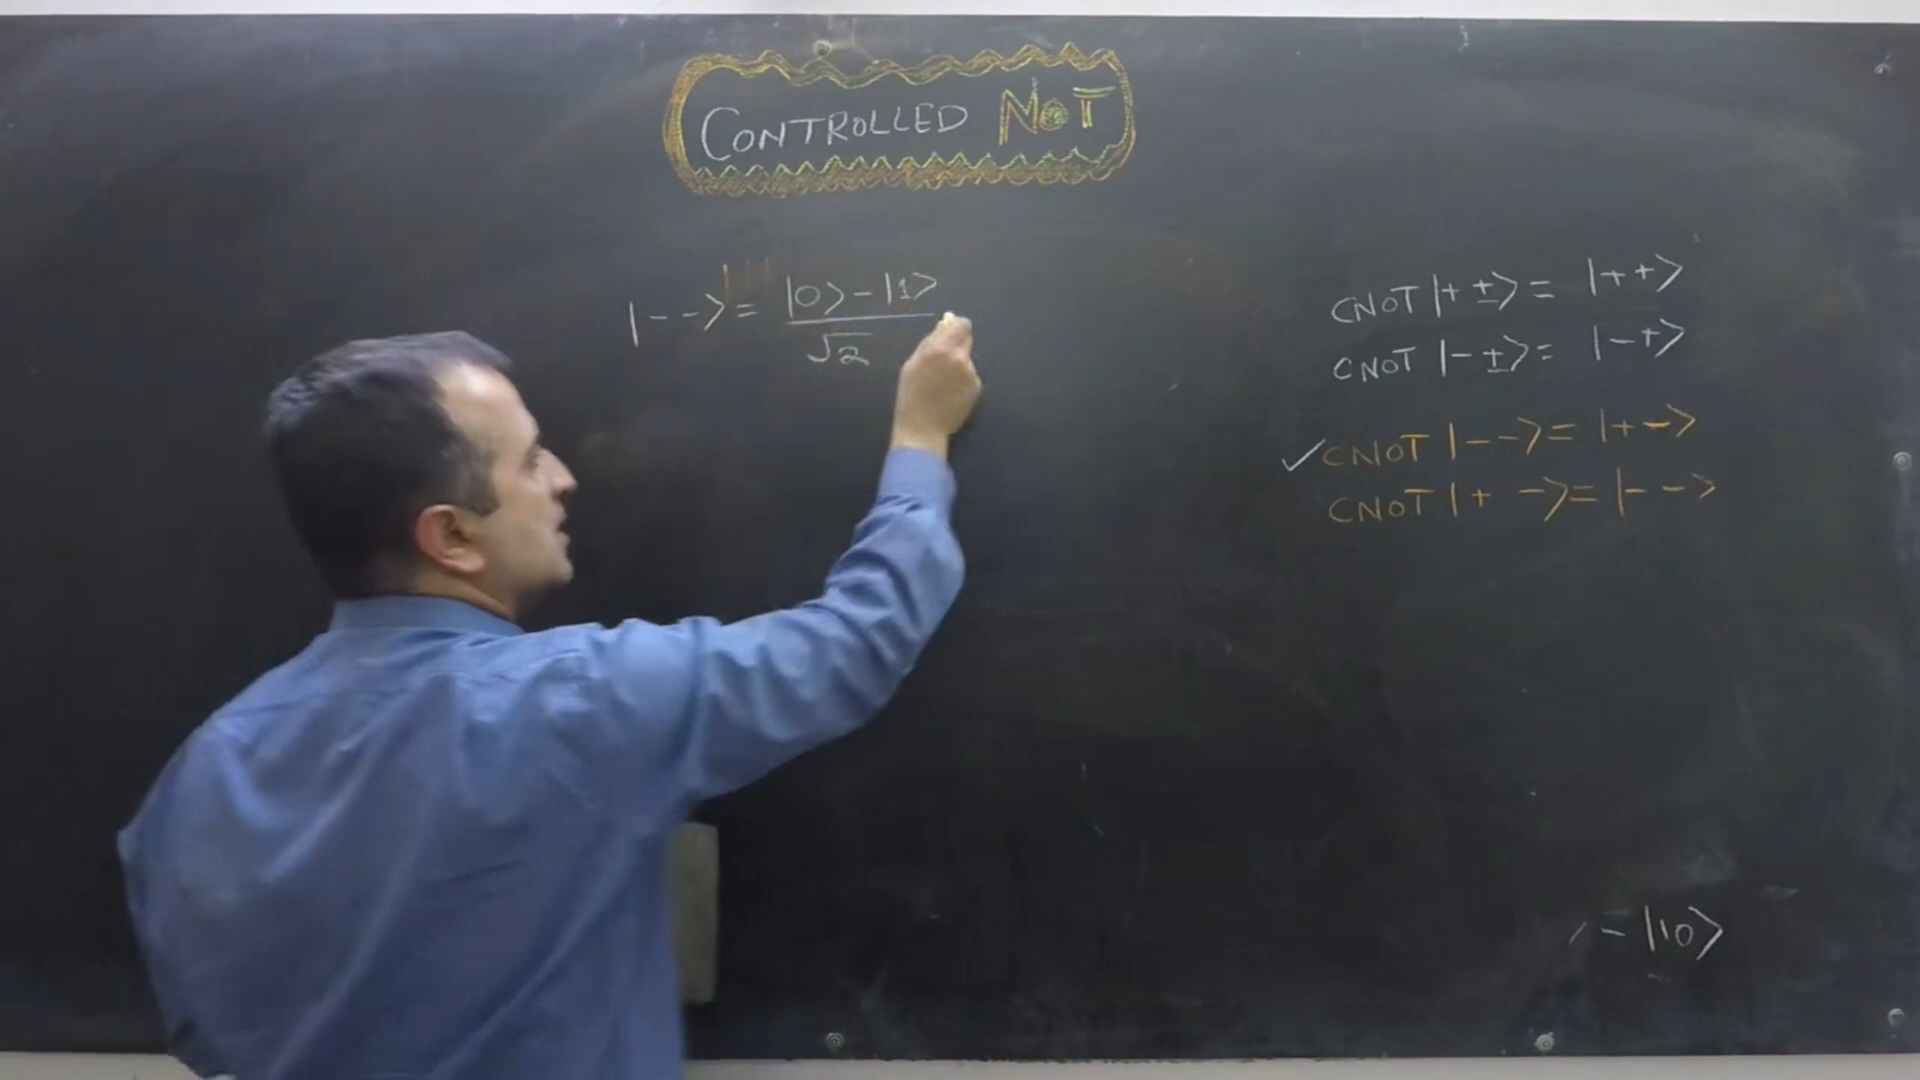 CONTROLLED NOT
|--> = |0>-|1> / √2
CNOT |+ ±> = |++>
CNOT |- ±> = |-+>
✓ CNOT |--> = |+->
CNOT |+ -> = |-->
- |10>